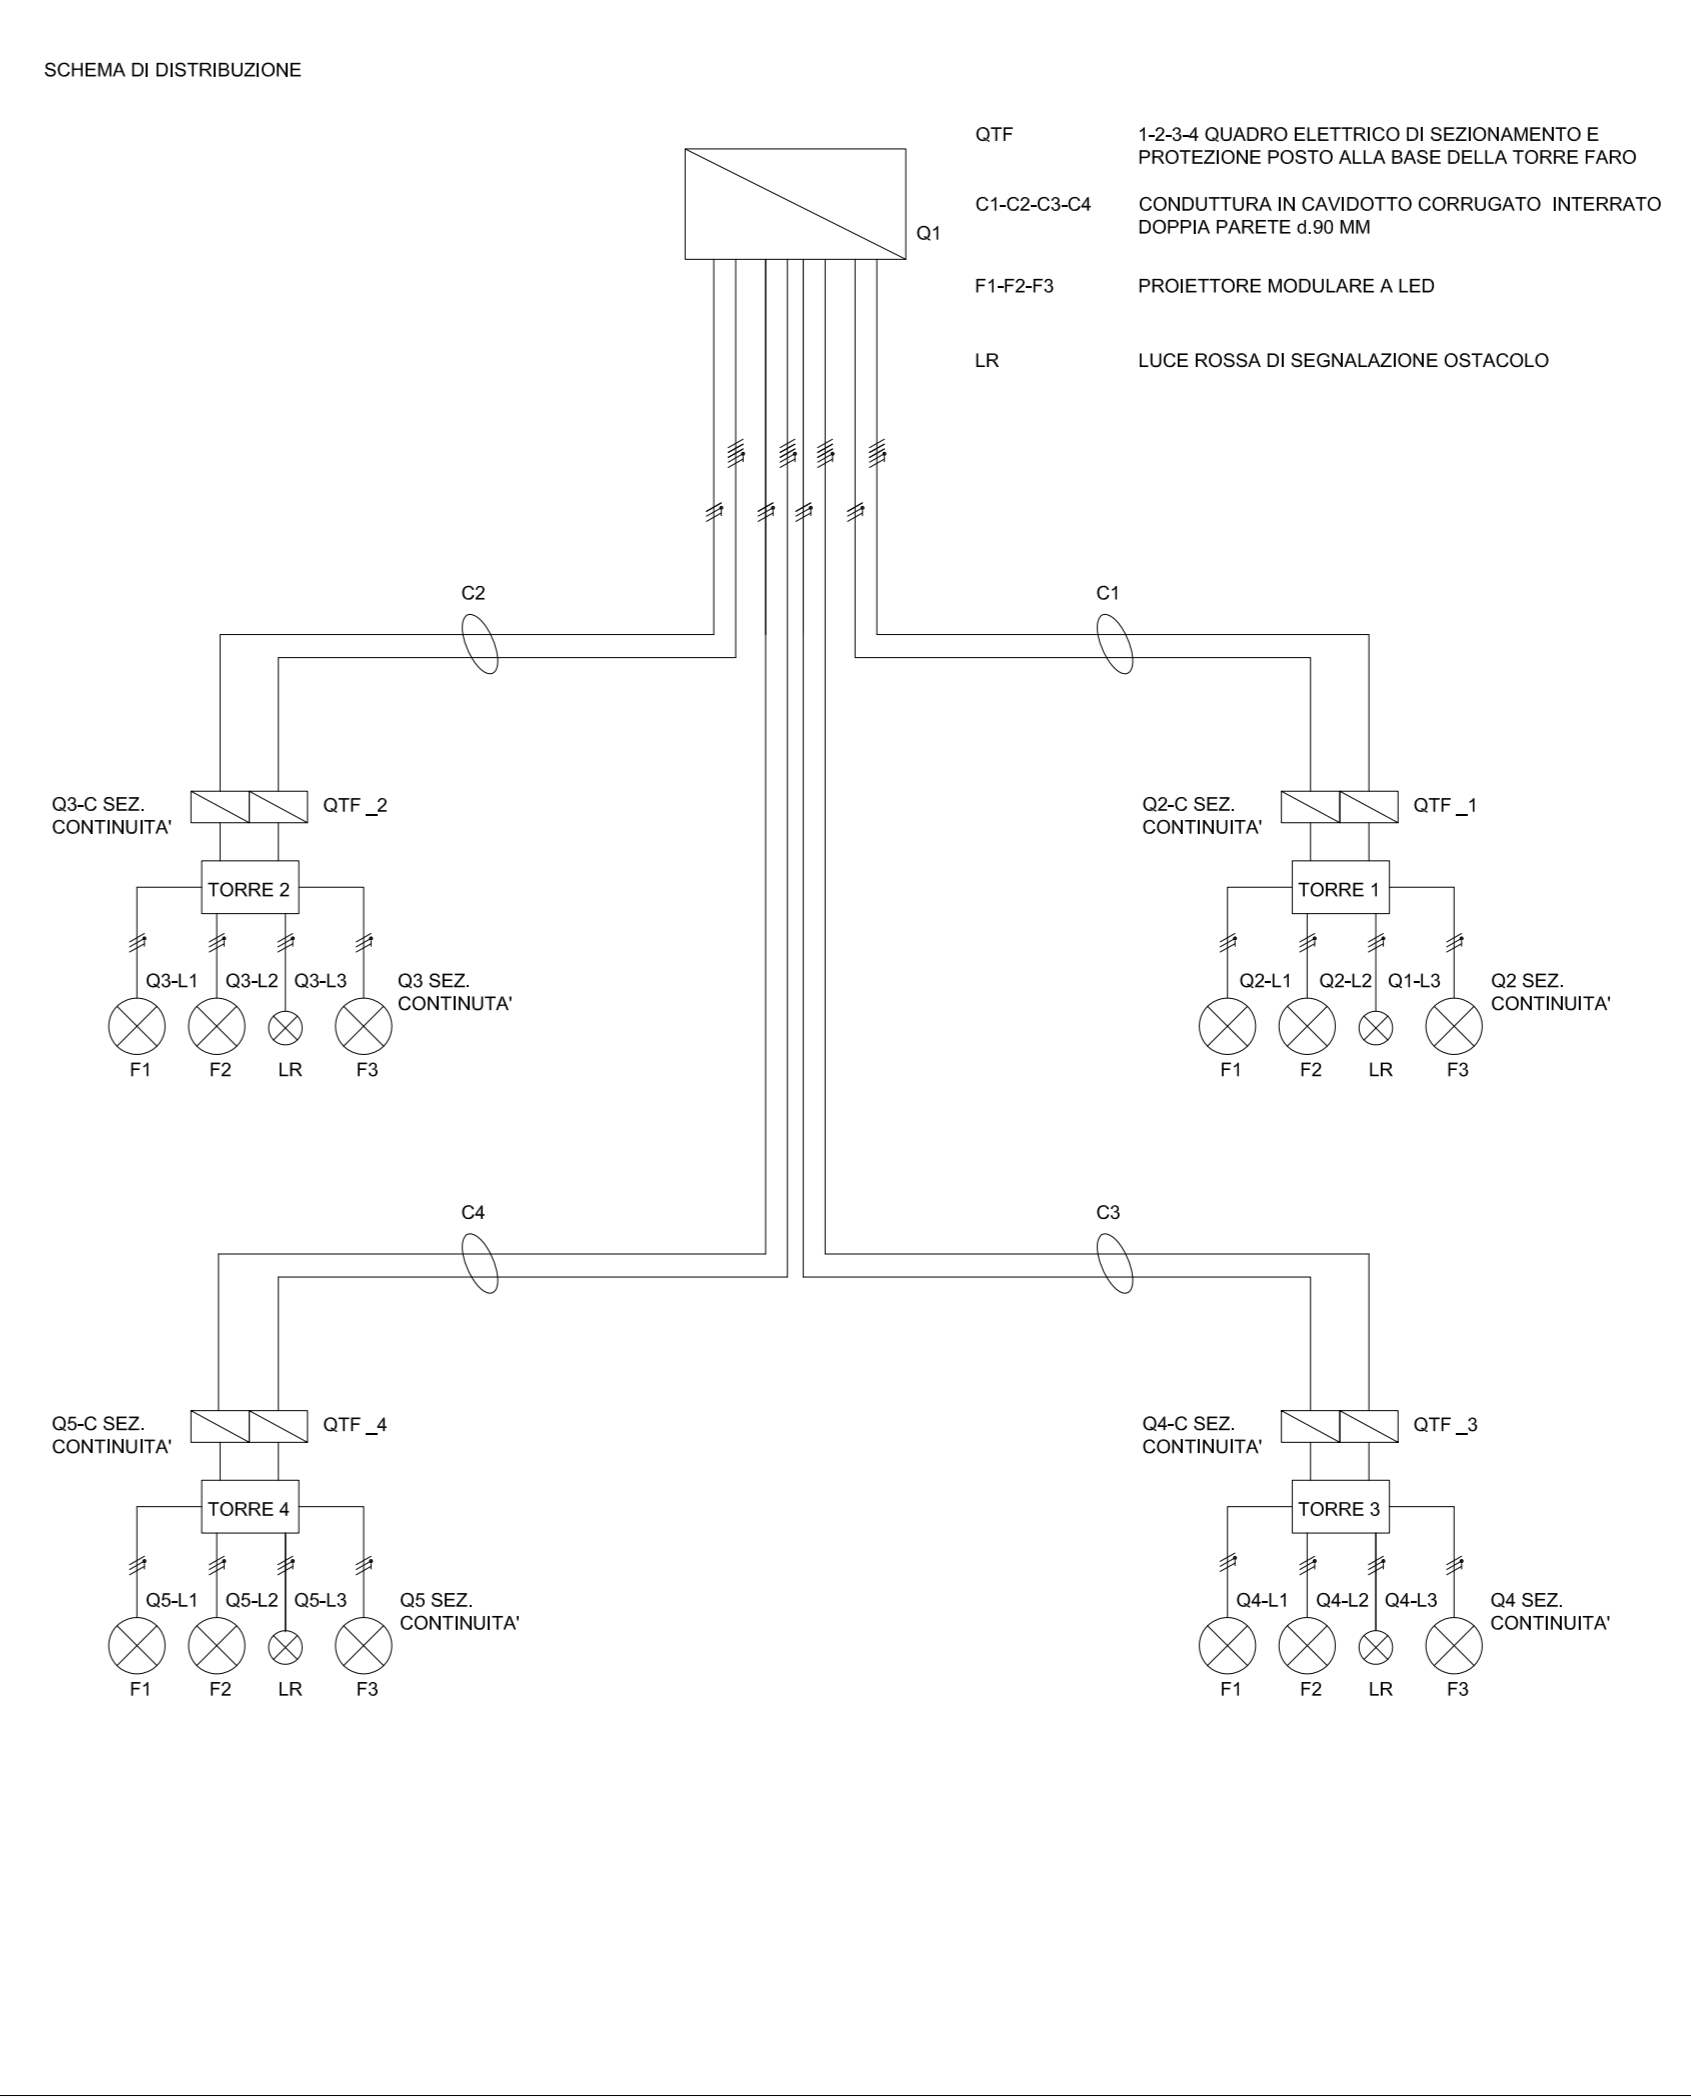 SCHEMA DI DISTRIBUZIONE
QTF
1-2-3-4 QUADRO ELETTRICO DI SEZIONAMENTO E
PROTEZIONE POSTO ALLA BASE DELLA TORRE FARO
C1-C2-C3-C4
CONDUTTURA IN CAVIDOTTO CORRUGATO INTERRATO
DOPPIA PARETE d.90 MM
Q1
F1-F2-F3
PROIETTORE MODULARE A LED
LR
LUCE ROSSA DI SEGNALAZIONE OSTACOLO
C2
C1
Q3-C SEZ.
CONTINUITA'
QTF _2
TORRE 2
Q3-L1
Q3-L2
Q3-L3
Q3 SEZ.
CONTINUTA'
F1
F2
LR
F3
Q2-C SEZ.
CONTINUITA'
QTF _1
TORRE 1
Q2-L1
Q2-L2
Q1-L3
Q2 SEZ.
CONTINUITA'
F1
F2
LR
F3
C4
C3
Q5-C SEZ.
CONTINUITA'
QTF _4
TORRE 4
Q5-L1
Q5-L2
Q5-L3
Q5 SEZ.
CONTINUITA'
F1
F2
LR
F3
Q4-C SEZ.
CONTINUITA'
QTF _3
TORRE 3
Q4-L1
Q4-L2
Q4-L3
Q4 SEZ.
CONTINUITA'
F1
F2
LR
F3